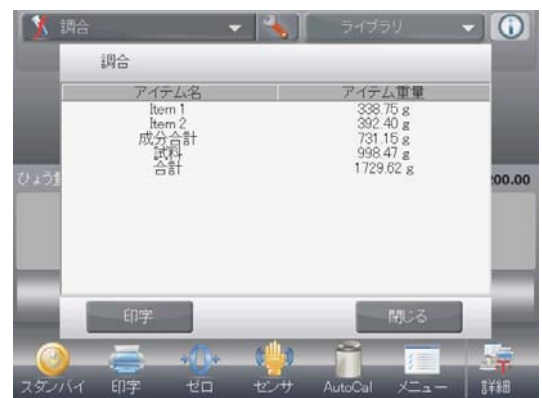 調合 ライブラリ
調合
アイテム名 アイテム重量
Item 1 338.75 g
Item 2 392.40 g
成分合計 731.15 g
試料 998.47 g
合計 1729.62 g
ひょう量 200.00
印字 閉じる
スタンバイ 印字 ゼロ センサ AutoCal メニュー 詳細